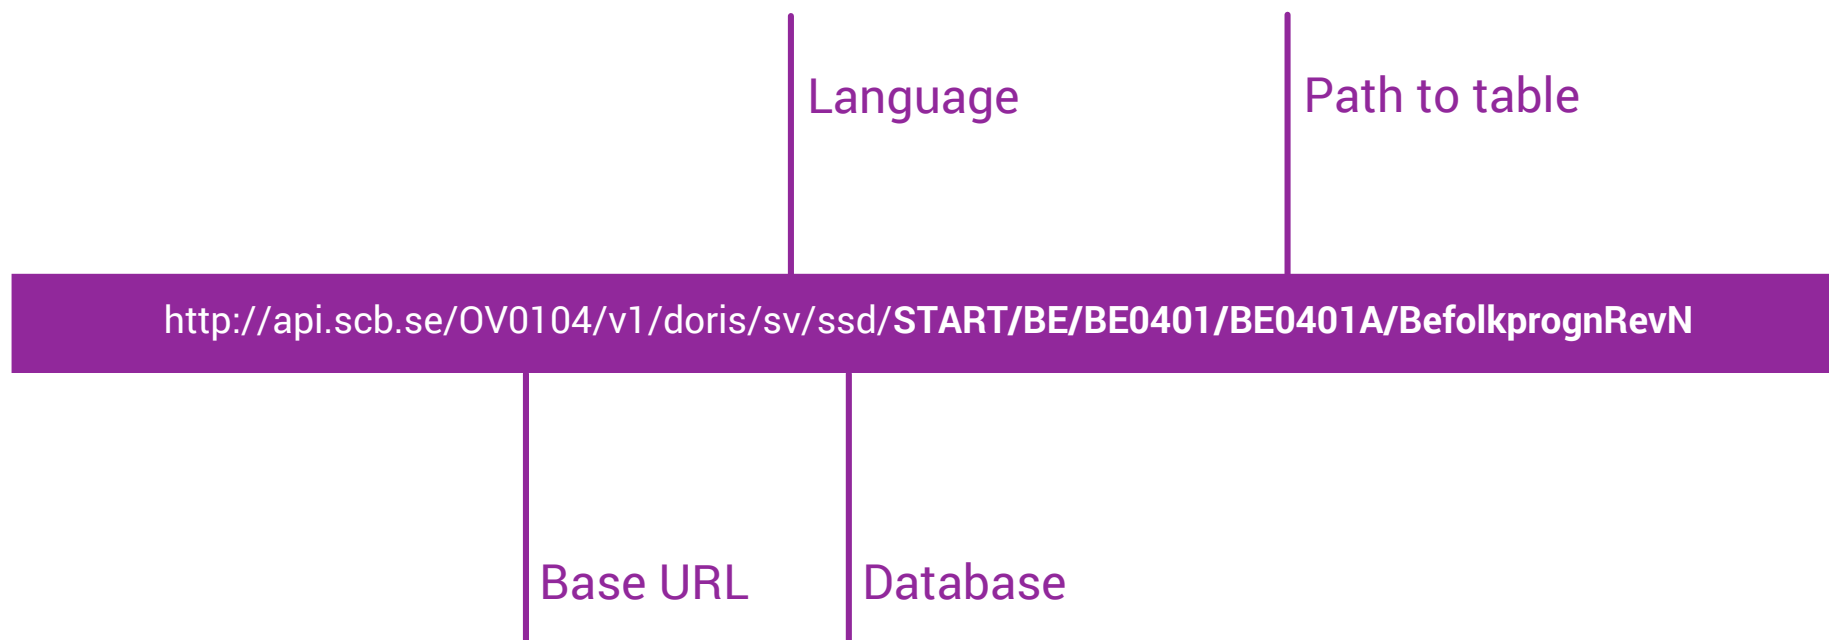 Language
Path to table
http://api.scb.se/OV0104/v1/doris/sv/ssd/START/BE/BE0401/BE0401A/BefolkprognRevN
Base URL
Database